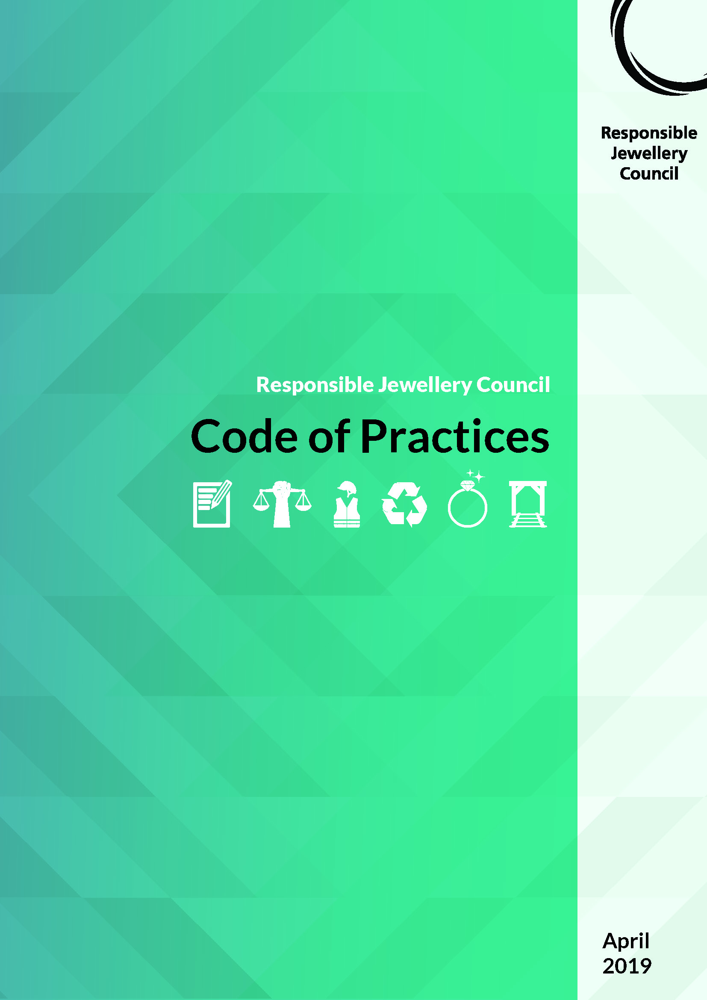 Responsible
Jewellery
Council
Responsible Jewellery Council
Code of Practices
April
2019